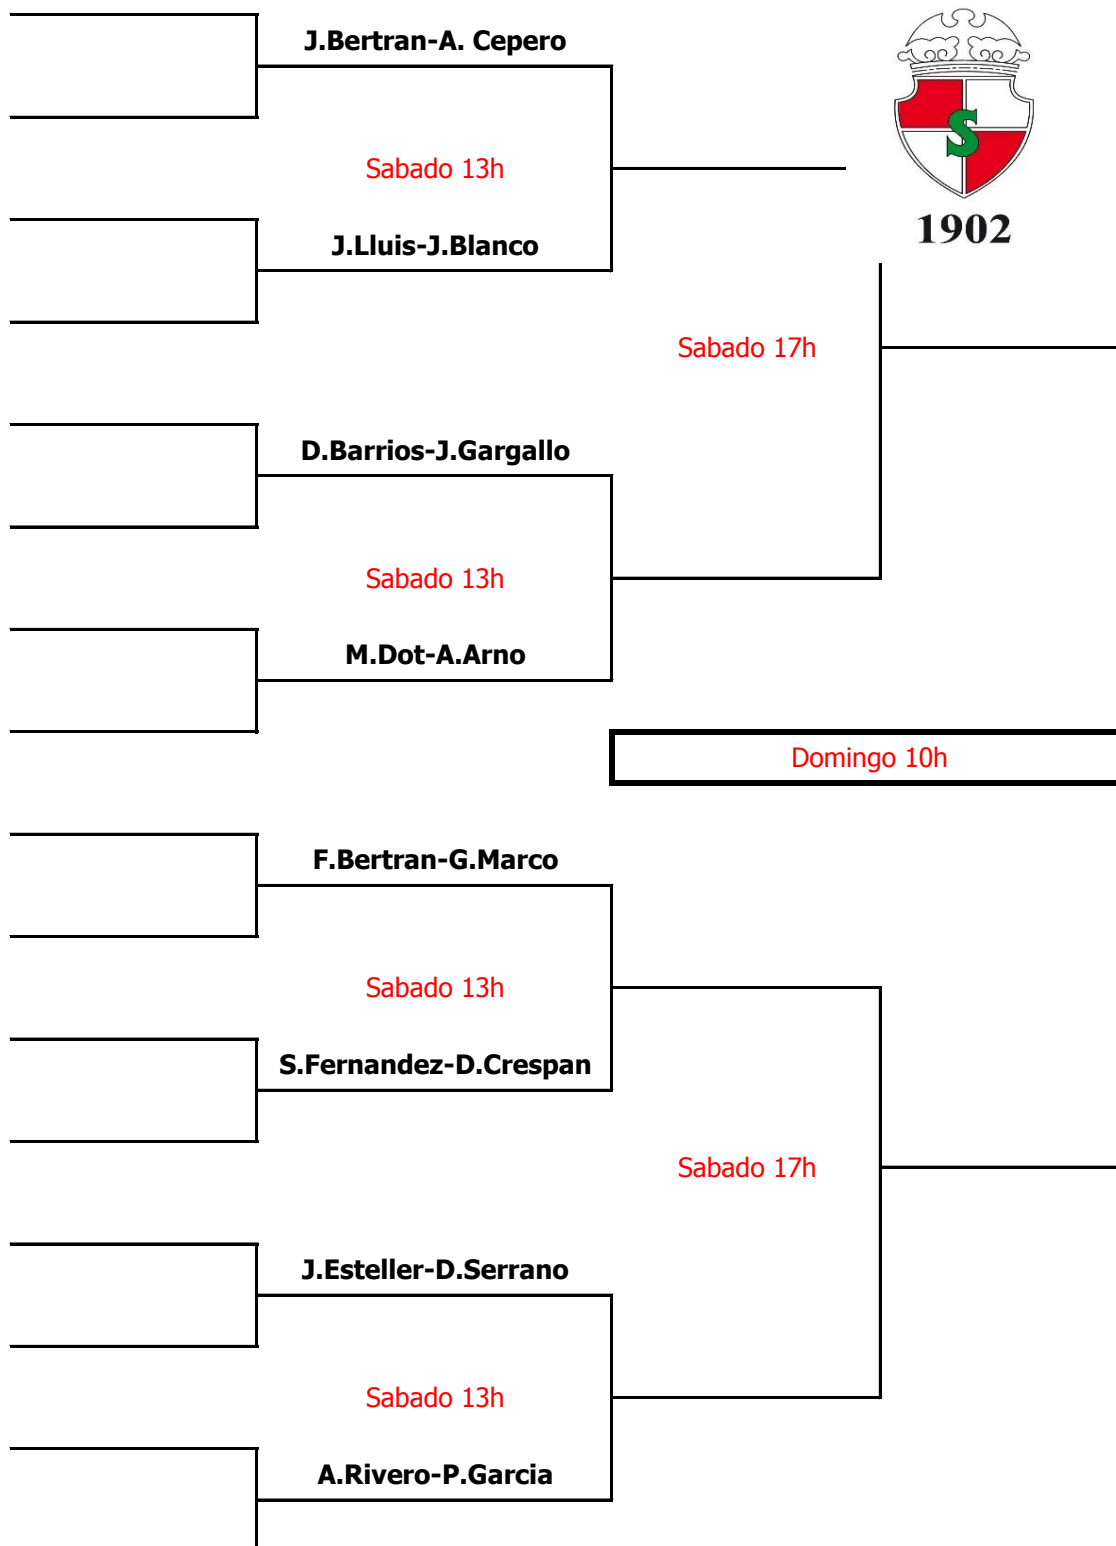 J.Bertran-A. Cepero
Sabado 13h
S
1902
J.Lluis-J.Blanco
Sabado 17h
D.Barrios-J.Gargallo
Sabado 13h
M.Dot-A.Arno
Domingo 10h
F.Bertran-G.Marco
Sabado 13h
S.Fernandez-D.Crespan
Sabado 17h
J.Esteller-D.Serrano
Sabado 13h
A.Rivero-P.Garcia